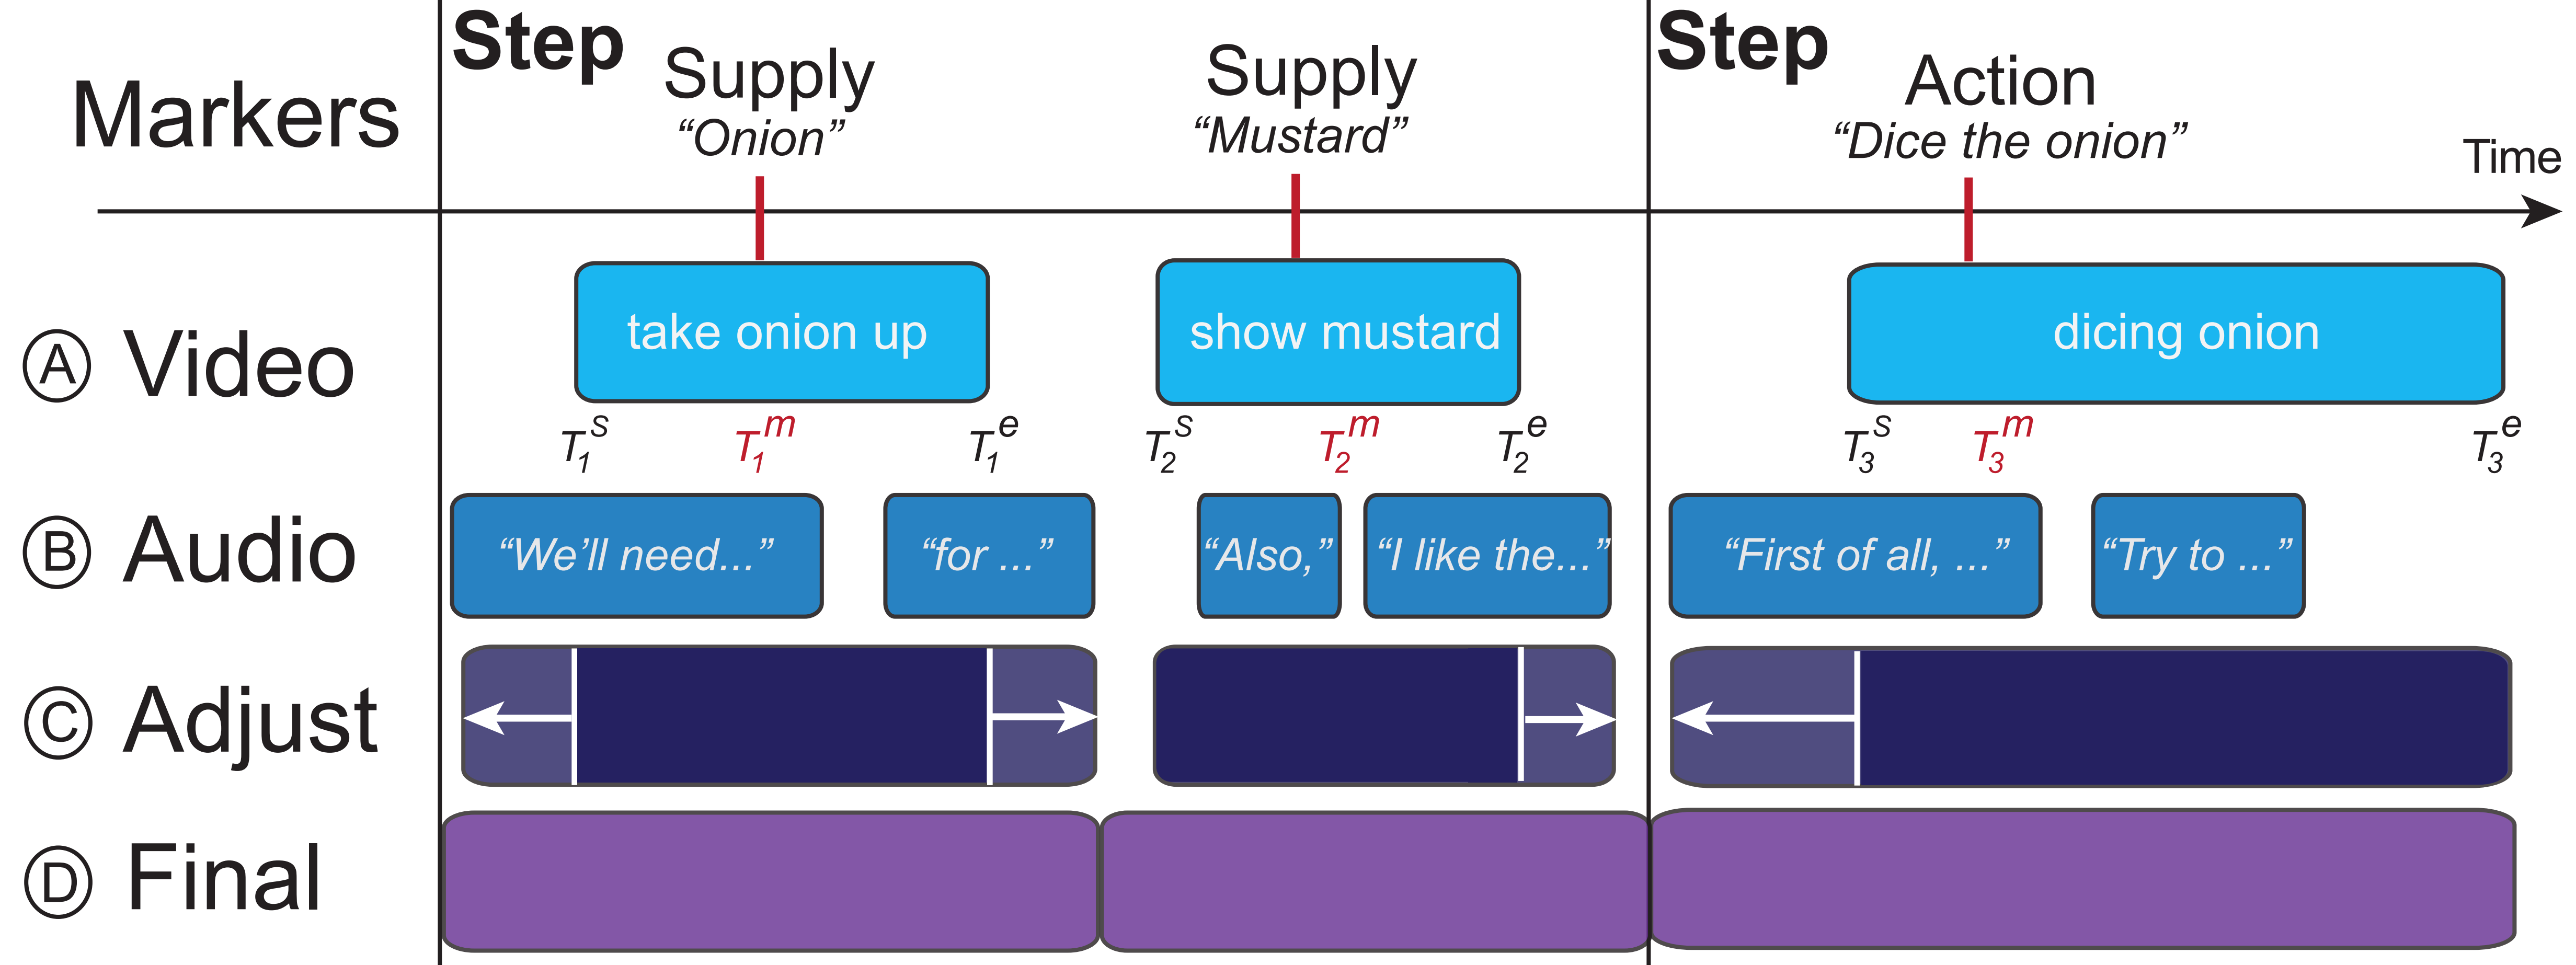 Step
Step
Markers
Supply
“Onion”
Supply
“Mustard”
Action
“Dice the onion”
Time
A Video
take onion up
show mustard
dicing onion
T₁ˢ T₁ᵐ T₁ᵉ T₂ˢ T₂ᵐ T₂ᵉ T₃ˢ T₃ᵐ T₃ᵉ
B Audio
“We’ll need...”
“for ...”
“Also,”
“I like the...”
“First of all, ...”
“Try to ...”
C Adjust
D Final